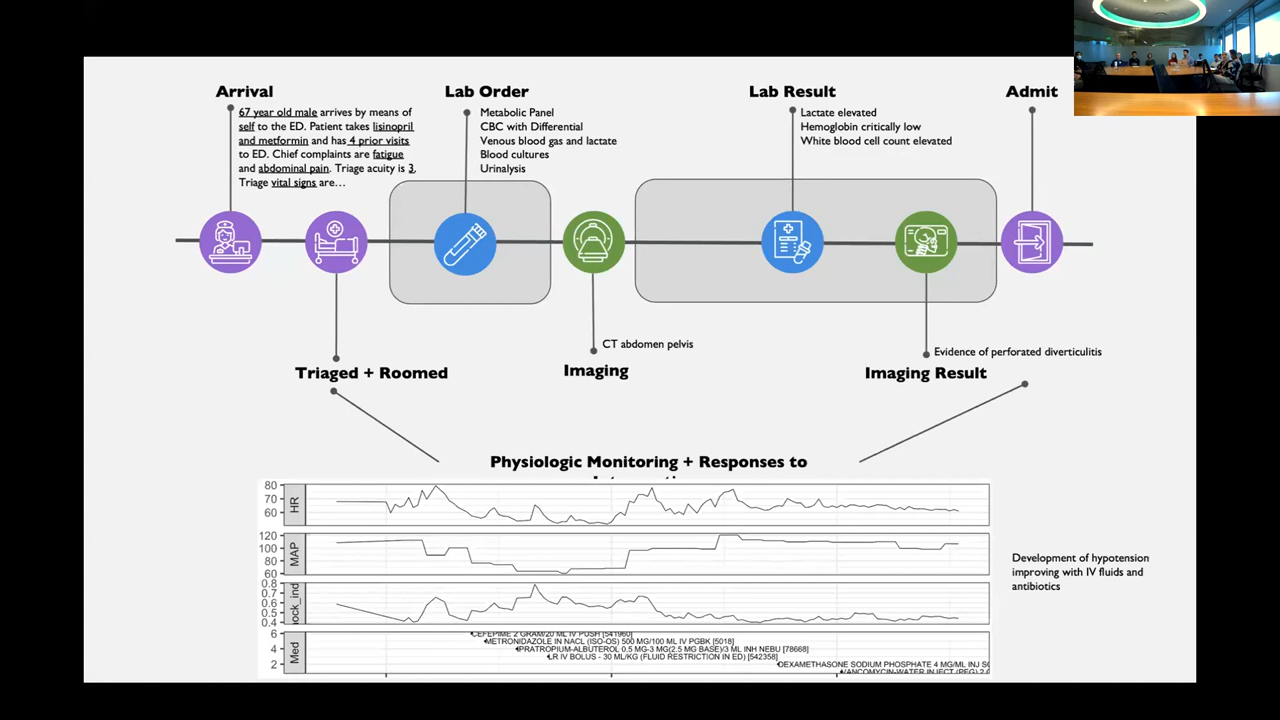 Arrival
67 year old male arrives by means of
self to the ED. Patient takes lisinopril
and metformin and has 4 prior visits
to ED. Chief complaints are fatigue
and abdominal pain. Triage acuity is 3.
Triage vital signs are…
Lab Order
Metabolic Panel
CBC with Differential
Venous blood gas and lactate
Blood cultures
Urinalysis
Lab Result
Lactate elevated
Hemoglobin critically low
White blood cell count elevated
Admit
Triaged + Roomed
CT abdomen pelvis
Imaging
Evidence of perforated diverticulitis
Imaging Result
Physiologic Monitoring + Responses to
80
70
60
HR
120
100
80
60
MAP
0.8
0.7
0.6
0.5
0.4
ock_ind
6
4
2
Med
CEFEPIME 2 GRAM/20 ML IV PUSH [541960]
METRONIDAZOLE IN NACL (ISO-OS) 500 MG/100 ML IV PGBK [5018]
PRATROPIUM-ALBUTEROL 0.5 MG-3 MG(2.5 MG BASE)/3 ML INH NEBU [78668]
LR IV BOLUS - 30 ML/KG (FLUID RESTRICTION IN ED) [542358]
DEXAMETHASONE SODIUM PHOSPHATE 4 MG/ML INJ SO
VANCOMYCIN-WATER INJECT (PEG) 2.0
Development of hypotension
improving with IV fluids and
antibiotics